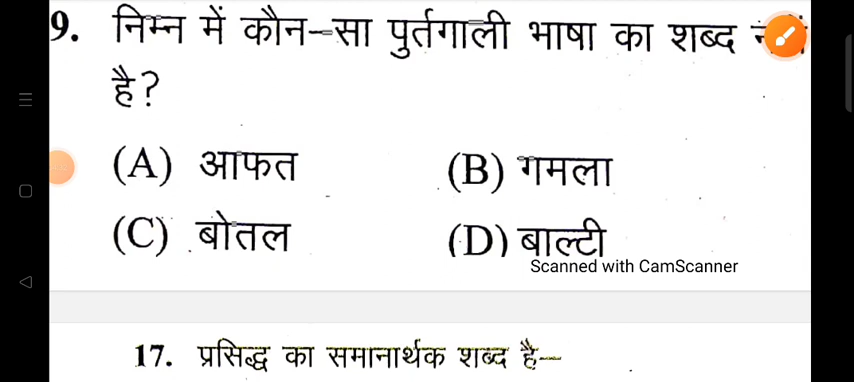 9. निम्न में कौन-सा पुर्तगाली भाषा का शब्द
है?
(A) आफत (B) गमला
(C) बोतल (D) बाल्टी
Scanned with CamScanner
17. प्रसिद्ध का समानार्थक शब्द है—